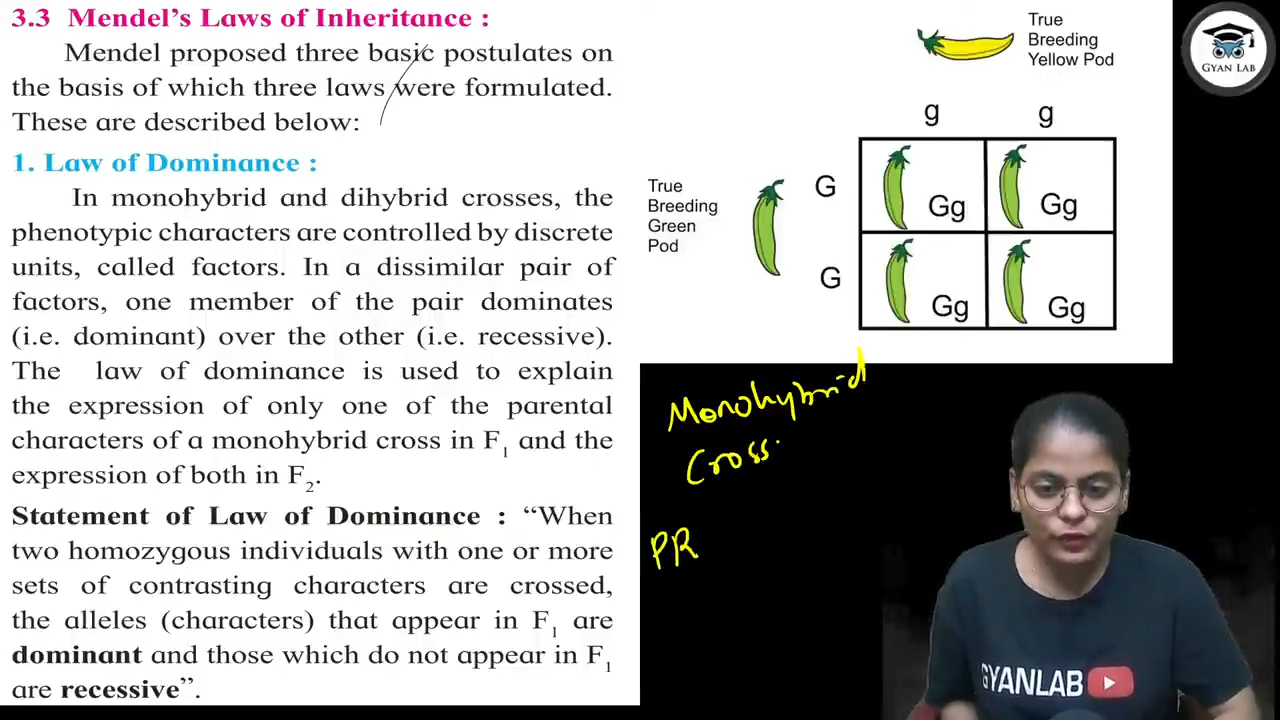 3.3 Mendel’s Laws of Inheritance :
Mendel proposed three basic postulates on
the basis of which three laws were formulated.
These are described below:
1. Law of Dominance :
In monohybrid and dihybrid crosses, the
phenotypic characters are controlled by discrete
units, called factors. In a dissimilar pair of
factors, one member of the pair dominates
(i.e. dominant) over the other (i.e. recessive).
The law of dominance is used to explain
the expression of only one of the parental
characters of a monohybrid cross in F1 and the
expression of both in F2.
Statement of Law of Dominance : “When
two homozygous individuals with one or more
sets of contrasting characters are crossed,
the alleles (characters) that appear in F1 are
dominant and those which do not appear in F1
are recessive”.
True
Breeding
Yellow Pod
g g
True
Breeding
Green
Pod
G
Gg Gg
G
Gg Gg
Monohybrid
Cross.
PR
GYAN LAB
GYANLAB